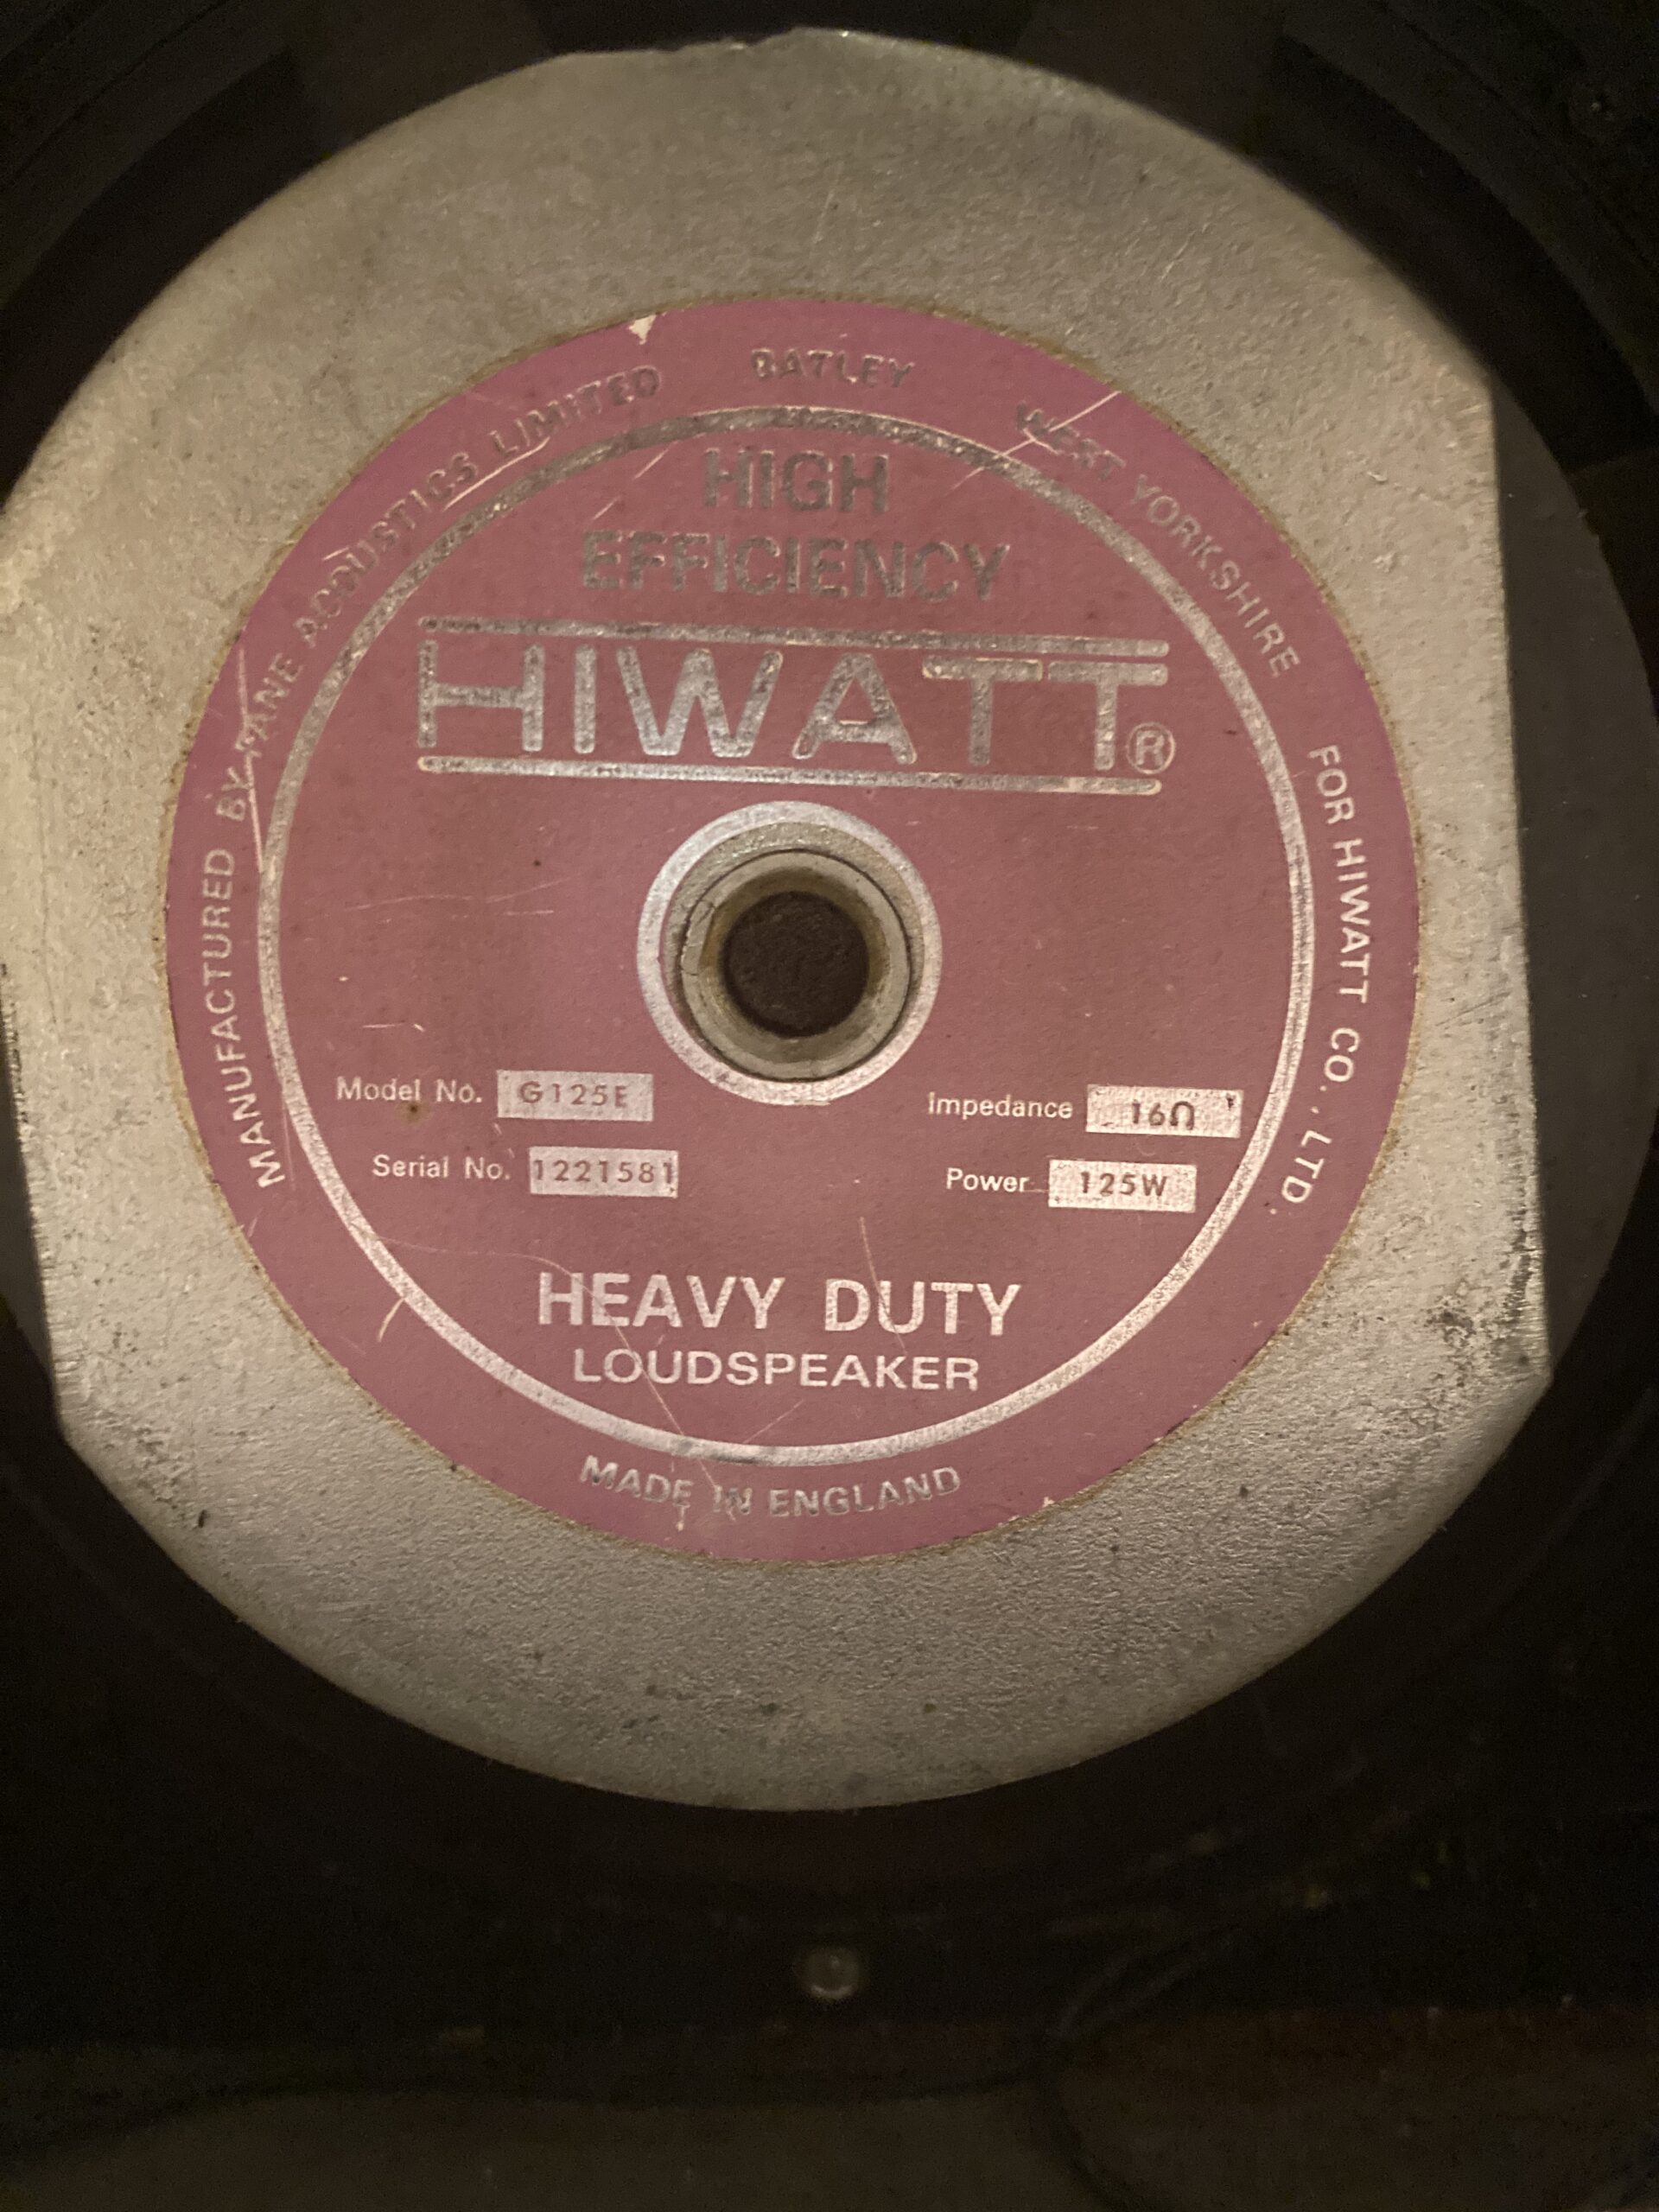 MANUFACTURED BY FANE ACOUSTICS LIMITED BATLEY WEST YORKSHIRE FOR HIWATT CO., LTD.
HIGH
EFFICIENCY
HIWATT®
Model No. G125E
Impedance 16Ω
Serial No. 1221581
Power 125W
HEAVY DUTY
LOUDSPEAKER
MADE IN ENGLAND